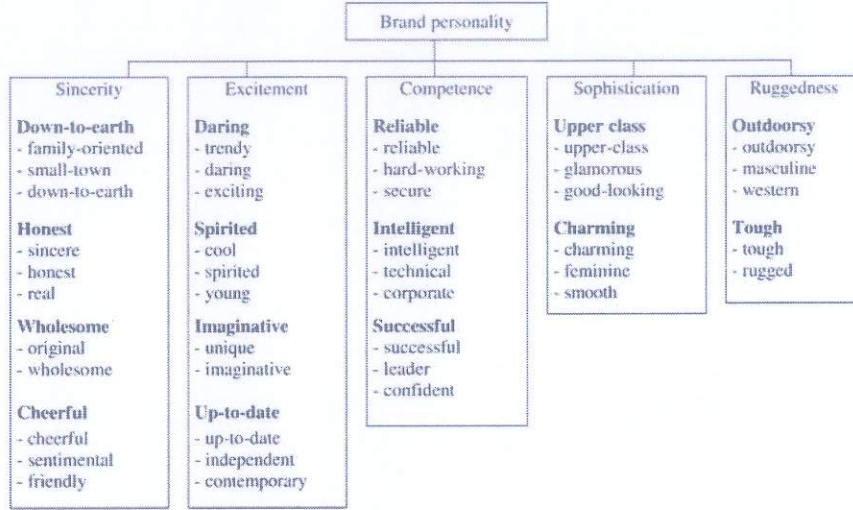 Brand personality
Sincerity
Down-to-earth
- family-oriented
- small-town
- down-to-earth
Honest
- sincere
- honest
- real
Wholesome
- original
- wholesome
Cheerful
- cheerful
- sentimental
- friendly
Excitement
Daring
- trendy
- daring
- exciting
Spirited
- cool
- spirited
- young
Imaginative
- unique
- imaginative
Up-to-date
- up-to-date
- independent
- contemporary
Competence
Reliable
- reliable
- hard-working
- secure
Intelligent
- intelligent
- technical
- corporate
Successful
- successful
- leader
- confident
Sophistication
Upper class
- upper-class
- glamorous
- good-looking
Charming
- charming
- feminine
- smooth
Ruggedness
Outdoorsy
- outdoorsy
- masculine
- western
Tough
- tough
- rugged